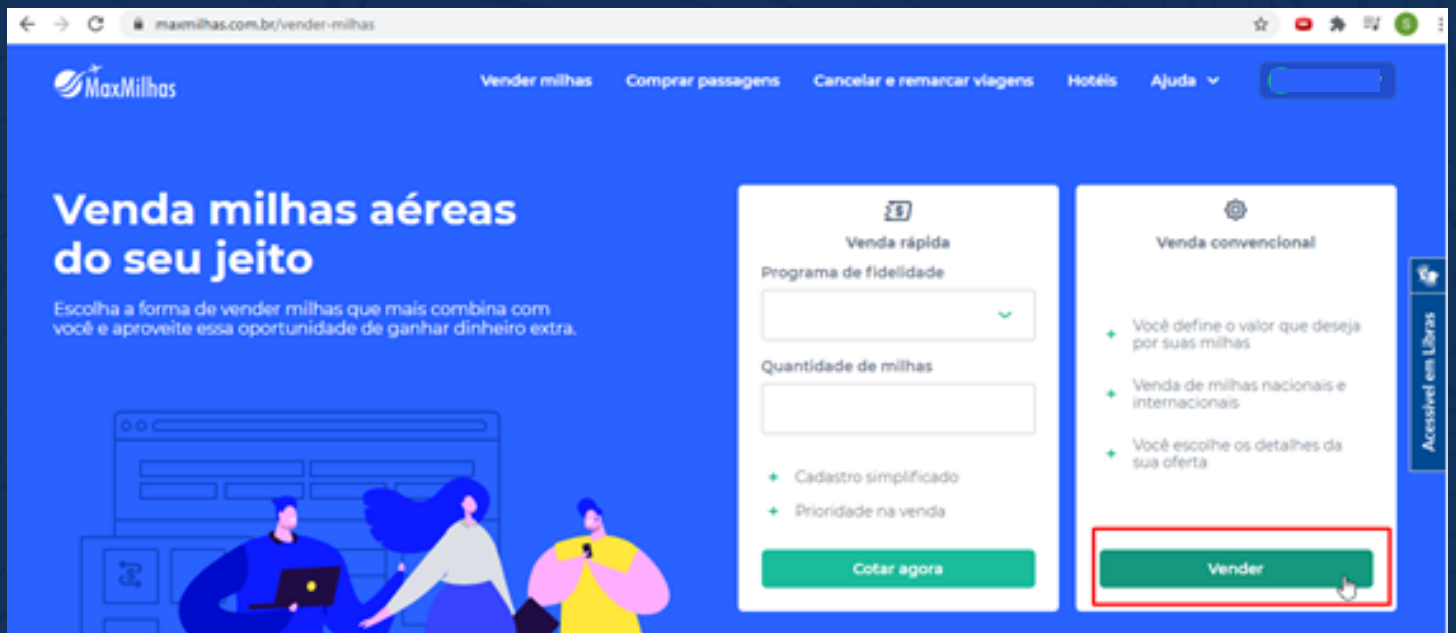 maxmilhas.com.br/vender-milhas
S
MaxMilhas
Vender milhas
Comprar passagens
Cancelar e remarcar viagens
Hotéis
Ajuda
Venda milhas aéreas
do seu jeito
Escolha a forma de vender milhas que mais combina com
você e aproveite essa oportunidade de ganhar dinheiro extra.
Venda rápida
Programa de fidelidade
Quantidade de milhas
+ Cadastro simplificado
+ Prioridade na venda
Cotar agora
Venda convencional
+ Você define o valor que deseja
por suas milhas
+ Venda de milhas nacionais e
internacionais
+ Você escolhe os detalhes da
sua oferta
Vender
Acessível em Libras